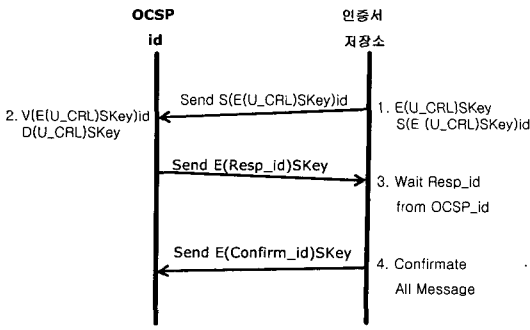 OCSP
id
인증서
저장소
Send S(E(U_CRL)SKey)id
1. E(U_CRL)SKey
S(E (U_CRL)SKey)id
2. V(E(U_CRL)SKey)id
D(U_CRL)SKey
Send E(Resp_id)SKey
3. Wait Resp_id
from OCSP_id
Send E(Confirm_id)SKey
4. Confirmate
All Message